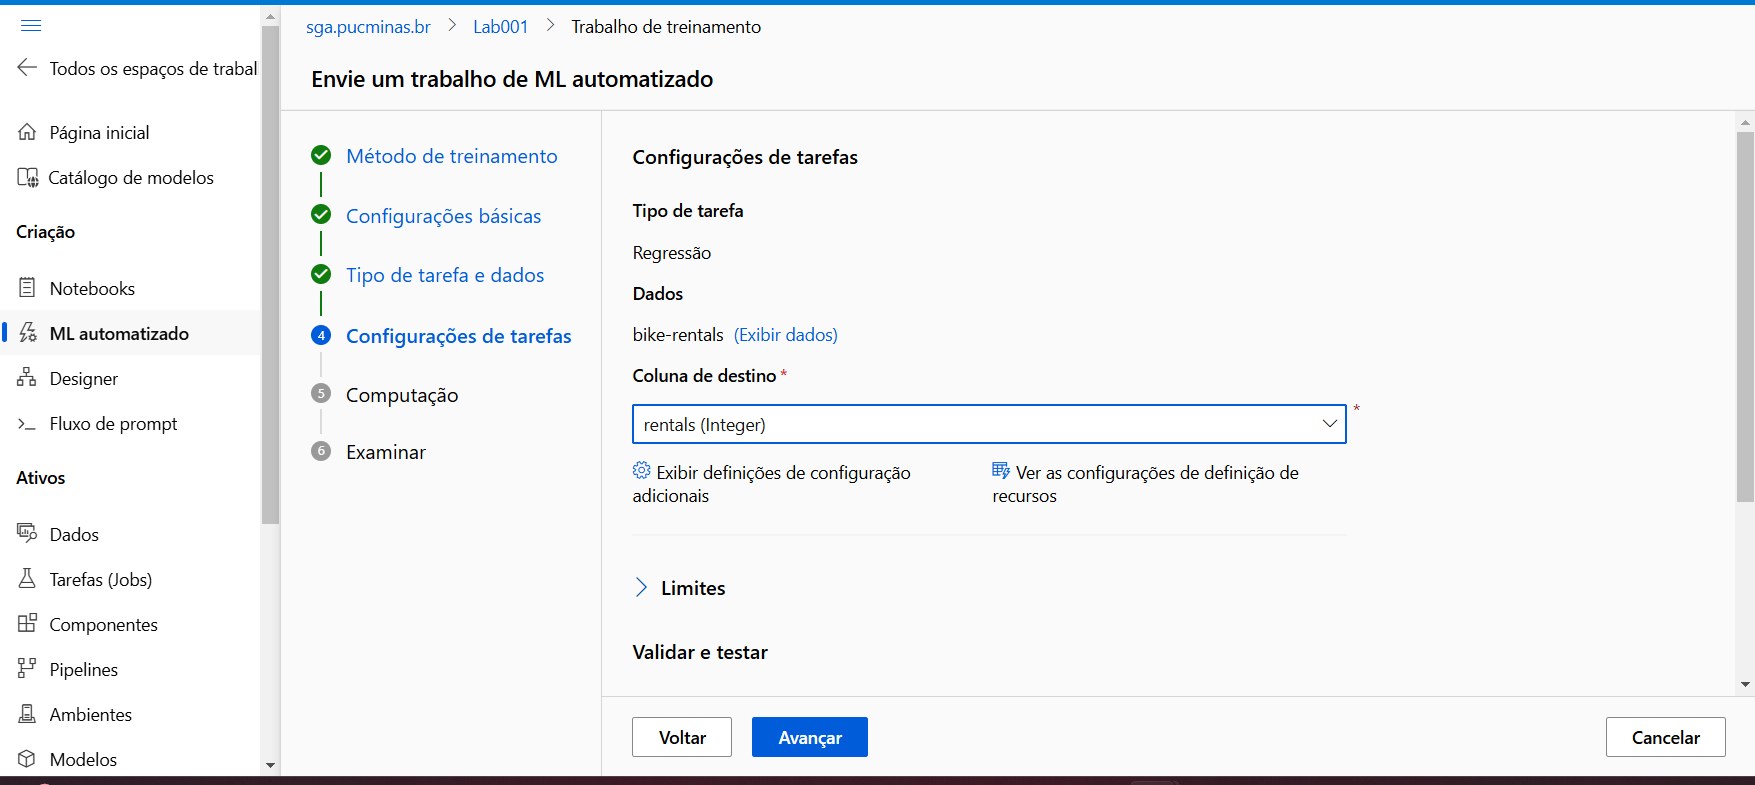 sga.pucminas.br > Lab001 > Trabalho de treinamento
Todos os espaços de trabal
Envie um trabalho de ML automatizado
Página inicial
Catálogo de modelos
Criação
Notebooks
ML automatizado
Designer
Fluxo de prompt
Ativos
Dados
Tarefas (Jobs)
Componentes
Pipelines
Ambientes
Modelos
Método de treinamento
Configurações básicas
Tipo de tarefa e dados
4 Configurações de tarefas
5 Computação
6 Examinar
Configurações de tarefas
Tipo de tarefa
Regressão
Dados
bike-rentals (Exibir dados)
Coluna de destino *
rentals (Integer) *
Exibir definições de configuração
adicionais
Ver as configurações de definição de
recursos
Limites
Validar e testar
Voltar
Avançar
Cancelar